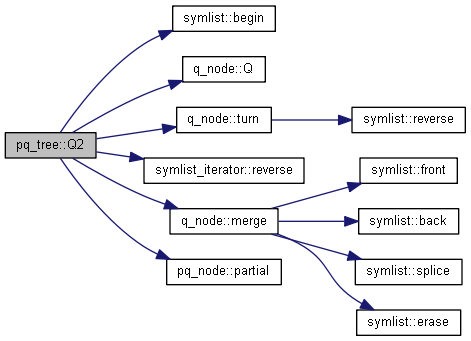 symlist::begin
q_node::Q
pq_tree::Q2
q_node::turn
symlist::reverse
symlist_iterator::reverse
symlist::front
q_node::merge
symlist::back
pq_node::partial
symlist::splice
symlist::erase